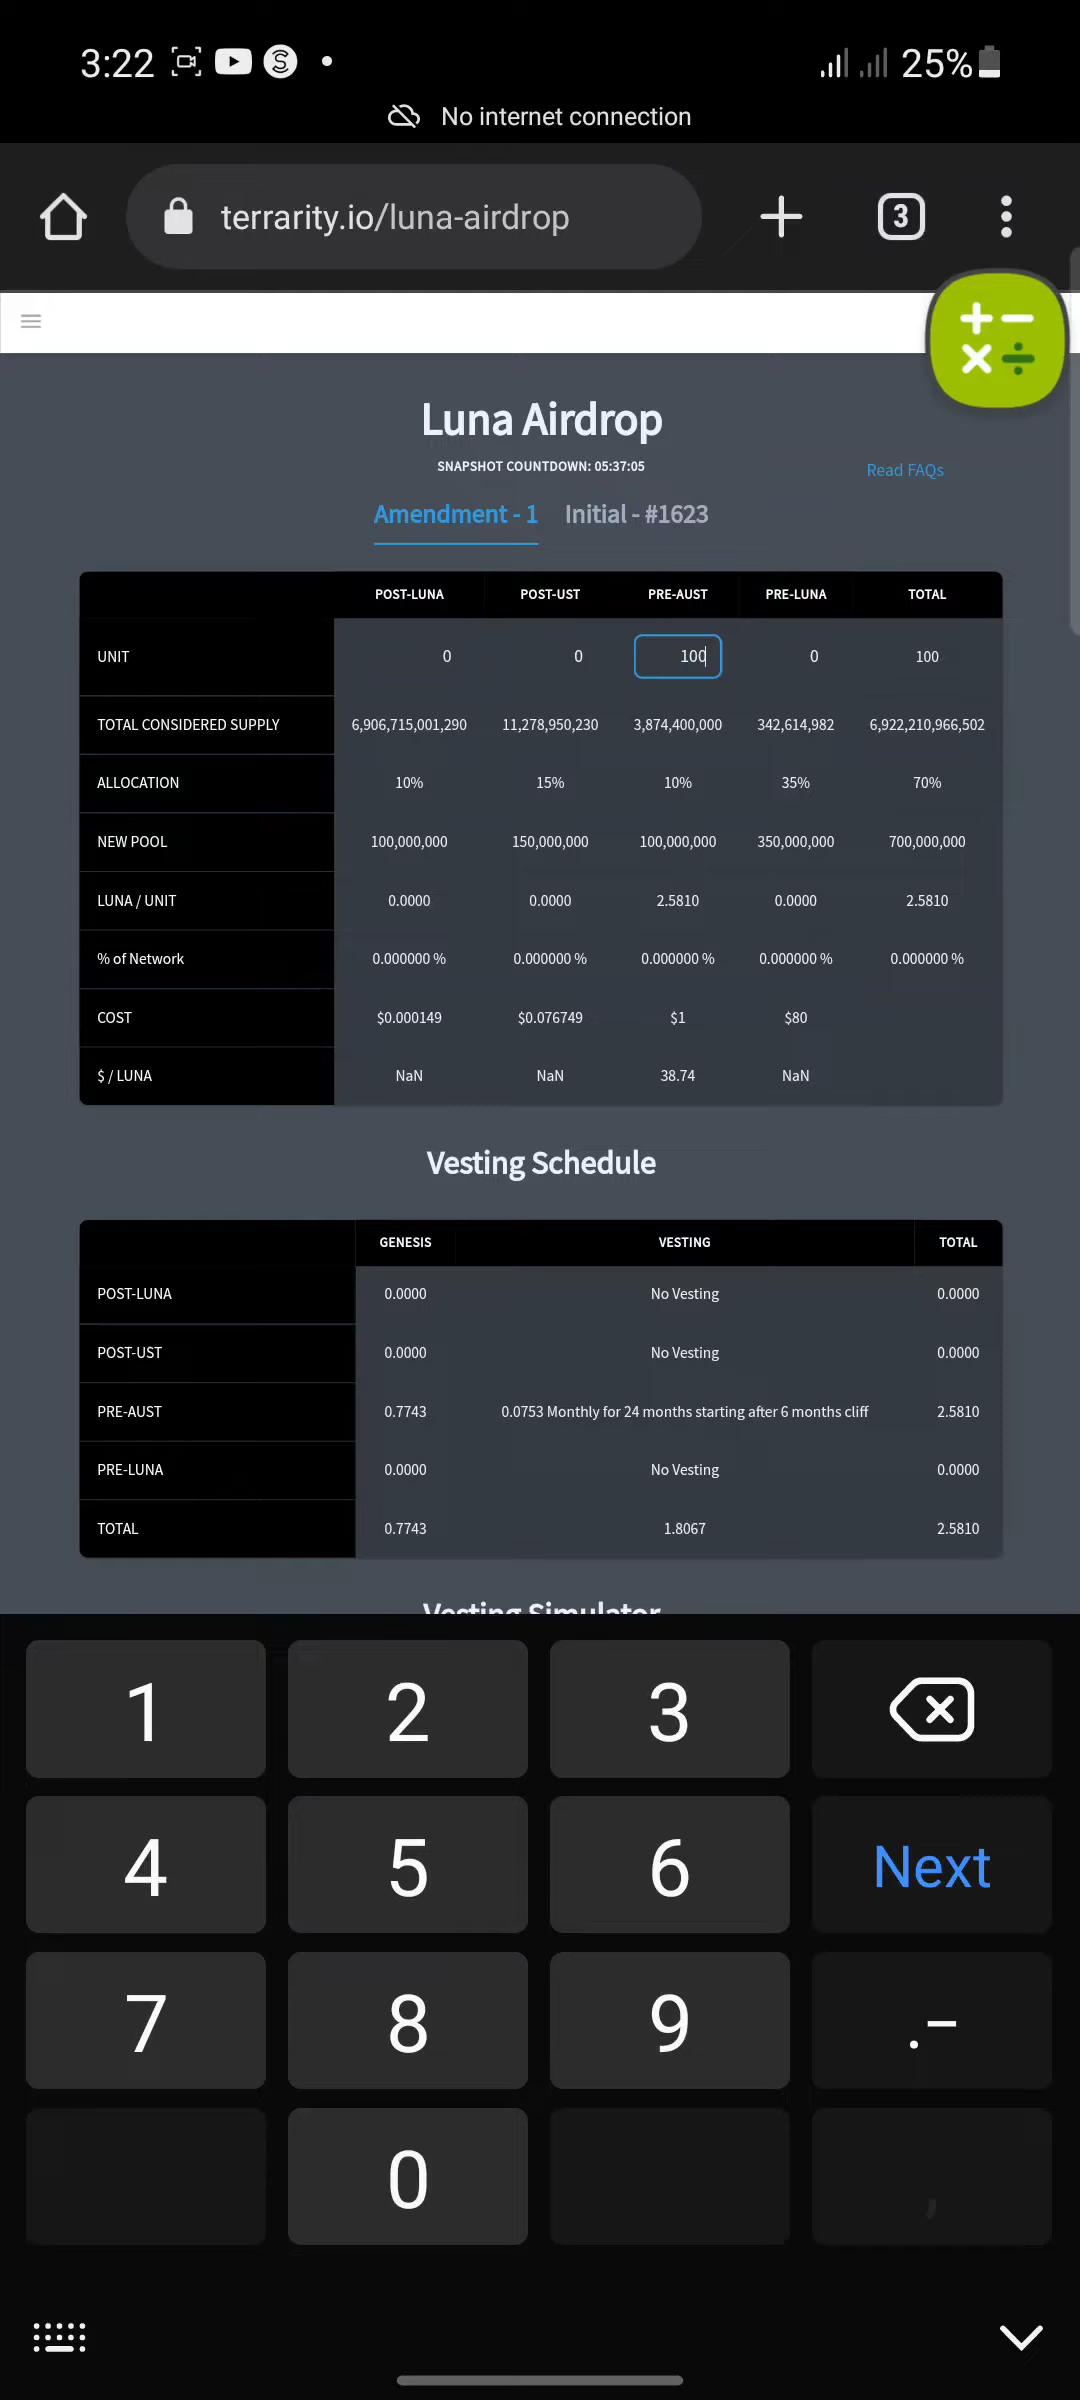 3:22 25%
No internet connection
terrarity.io/luna-airdrop 3
Luna Airdrop
SNAPSHOT COUNTDOWN: 05:37:05
Read FAQs
Amendment - 1 Initial - #1623
POST-LUNA POST-UST PRE-AUST PRE-LUNA TOTAL
UNIT 0 0 100 0 100
TOTAL CONSIDERED SUPPLY 6,906,715,001,290 11,278,950,230 3,874,400,000 342,614,982 6,922,210,966,502
ALLOCATION 10% 15% 10% 35% 70%
NEW POOL 100,000,000 150,000,000 100,000,000 350,000,000 700,000,000
LUNA / UNIT 0.0000 0.0000 2.5810 0.0000 2.5810
% of Network 0.000000 % 0.000000 % 0.000000 % 0.000000 % 0.000000 %
COST $0.000149 $0.076749 $1 $80
$ / LUNA NaN NaN 38.74 NaN
Vesting Schedule
GENESIS VESTING TOTAL
POST-LUNA 0.0000 No Vesting 0.0000
POST-UST 0.0000 No Vesting 0.0000
PRE-AUST 0.7743 0.0753 Monthly for 24 months starting after 6 months cliff 2.5810
PRE-LUNA 0.0000 No Vesting 0.0000
TOTAL 0.7743 1.8067 2.5810
Vesting Simulator
1 2 3
4 5 6 Next
7 8 9 .-
0 ,